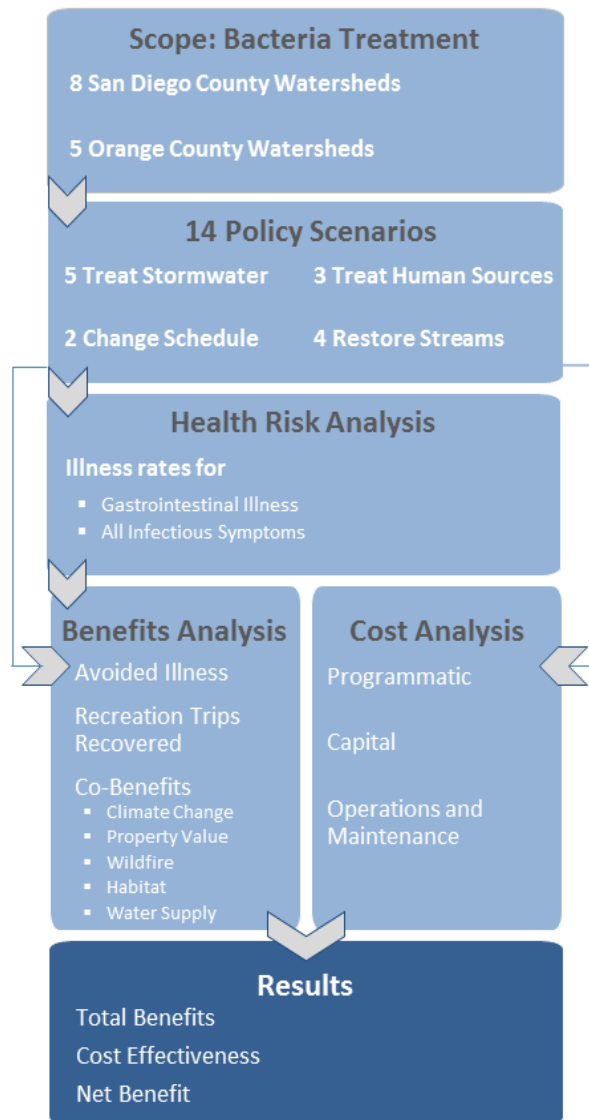 Scope: Bacteria Treatment
8 San Diego County Watersheds
5 Orange County Watersheds
14 Policy Scenarios
5 Treat Stormwater
3 Treat Human Sources
2 Change Schedule
4 Restore Streams
Health Risk Analysis
Illness rates for
▪ Gastrointestinal Illness
▪ All Infectious Symptoms
Benefits Analysis
Avoided Illness
Recreation Trips
Recovered
Co-Benefits
▪ Climate Change
▪ Property Value
▪ Wildfire
▪ Habitat
▪ Water Supply
Cost Analysis
Programmatic
Capital
Operations and
Maintenance
Results
Total Benefits
Cost Effectiveness
Net Benefit